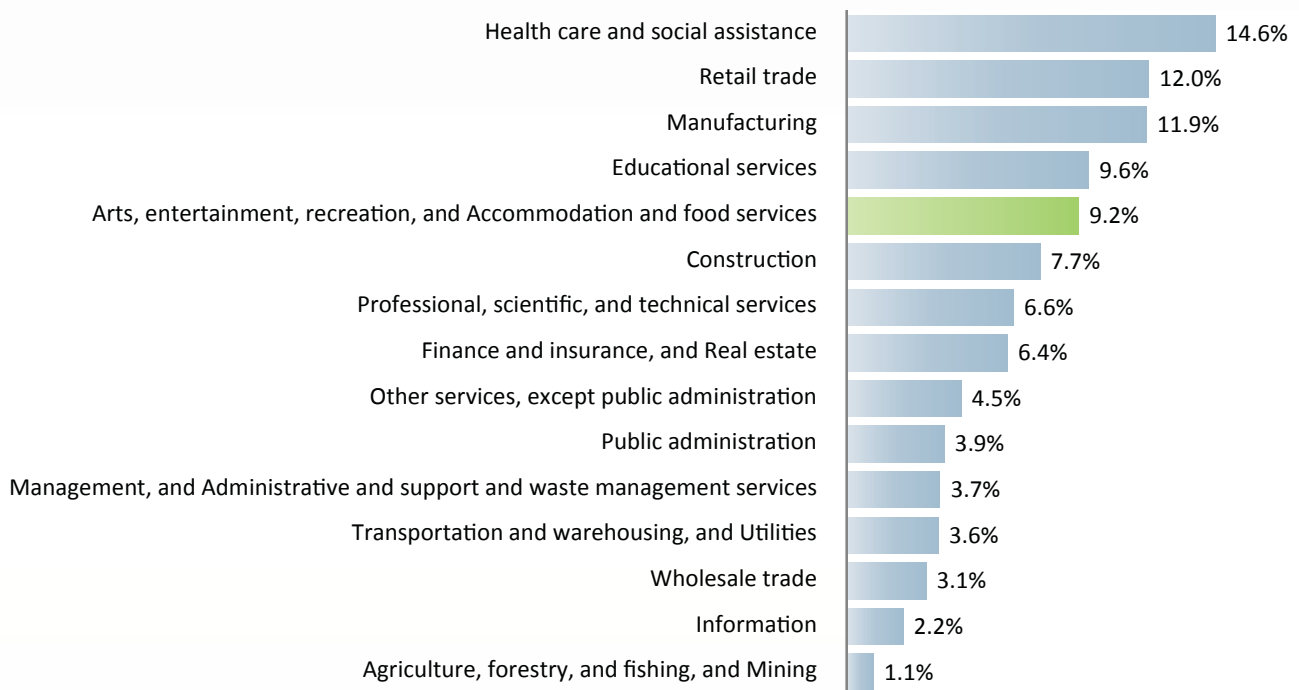 Health care and social assistance 14.6%
Retail trade 12.0%
Manufacturing 11.9%
Educational services 9.6%
Arts, entertainment, recreation, and Accommodation and food services 9.2%
Construction 7.7%
Professional, scientific, and technical services 6.6%
Finance and insurance, and Real estate 6.4%
Other services, except public administration 4.5%
Public administration 3.9%
Management, and Administrative and support and waste management services 3.7%
Transportation and warehousing, and Utilities 3.6%
Wholesale trade 3.1%
Information 2.2%
Agriculture, forestry, and fishing, and Mining 1.1%